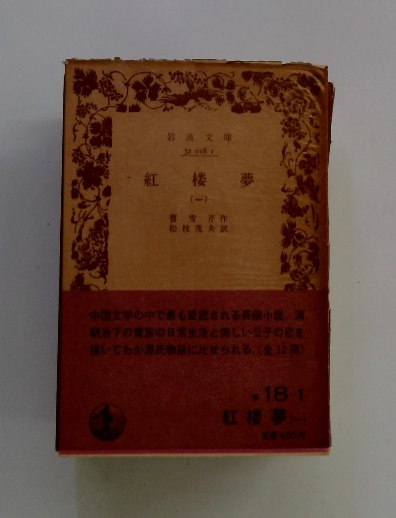 岩波文庫
32-018-1
紅楼夢
(一)
曹雪芹作
松枝茂夫訳
中国文学の中で最も愛読される長編小説。清
朝治下の貴族の日常生活と美しい公子の恋を
描いてわが源氏物語に比せられる。(全12冊)
赤 18-1
紅楼夢(一)